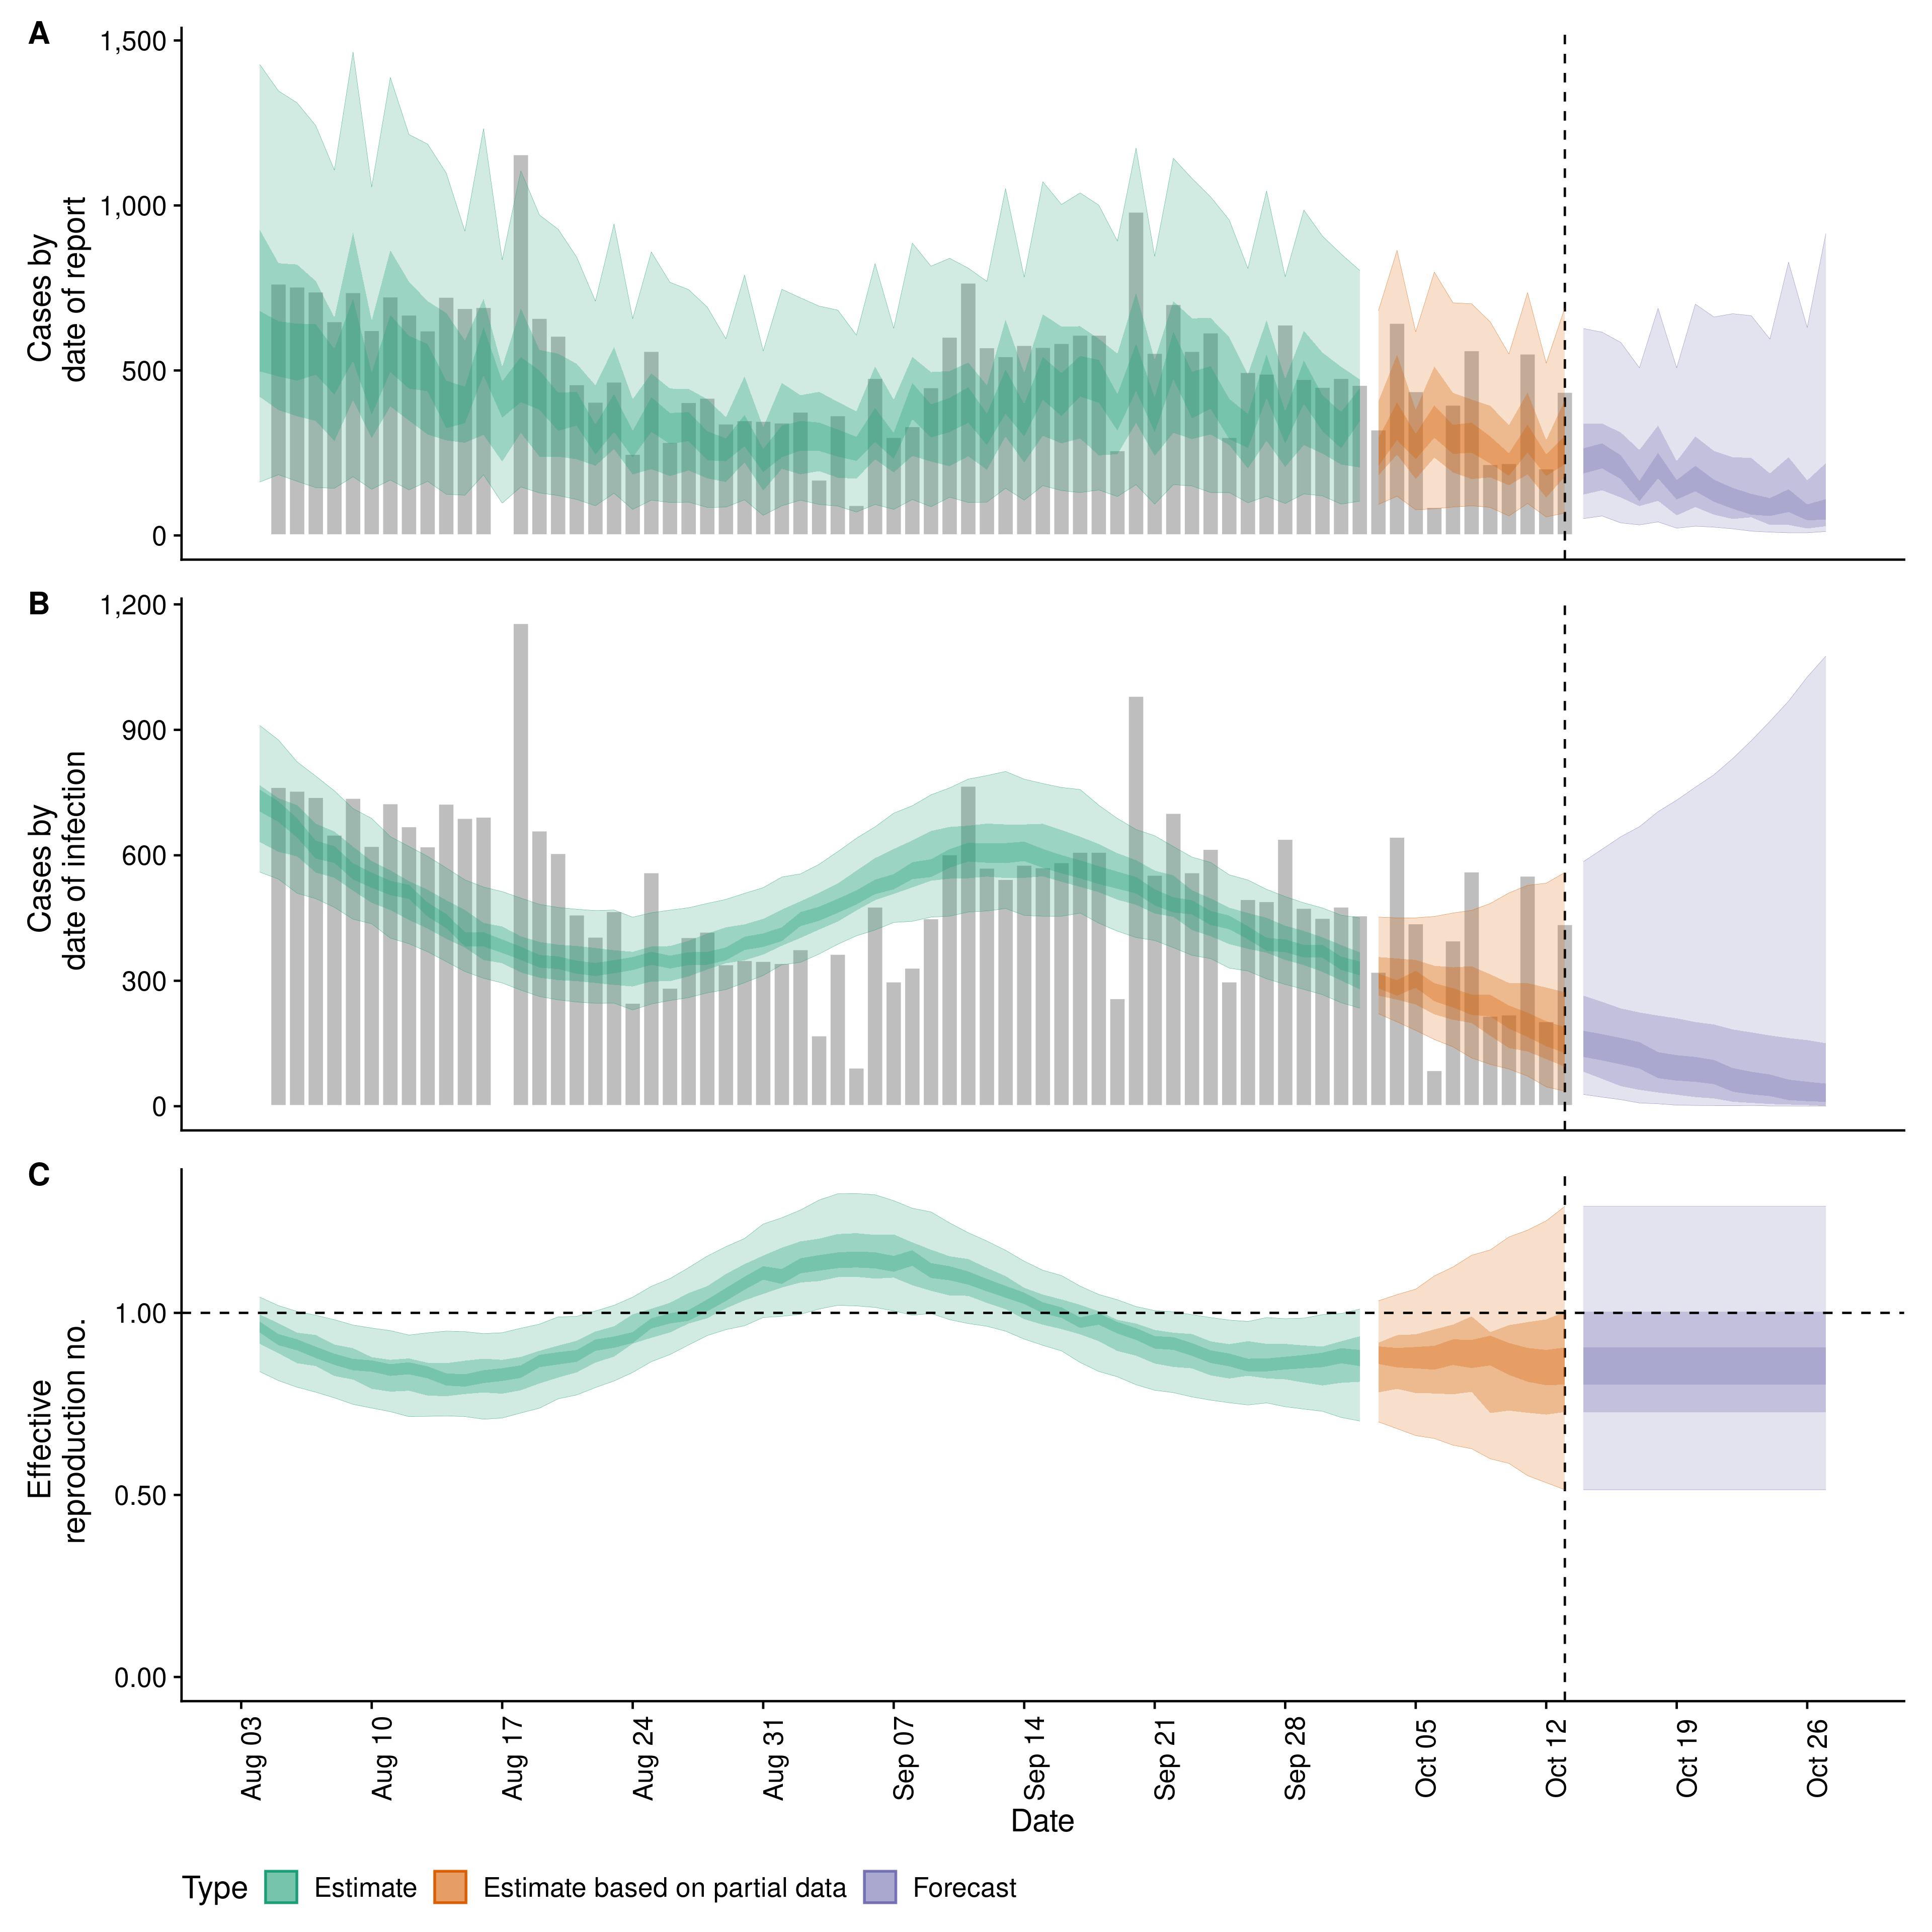 A
1,500
1,000
500
0
Cases by
date of report
B
1,200
900
600
300
0
Cases by
date of infection
C
1.00
0.50
0.00
Effective
reproduction no.
Aug 03
Aug 10
Aug 17
Aug 24
Aug 31
Sep 07
Sep 14
Sep 21
Sep 28
Oct 05
Oct 12
Oct 19
Oct 26
Date
Type Estimate Estimate based on partial data Forecast